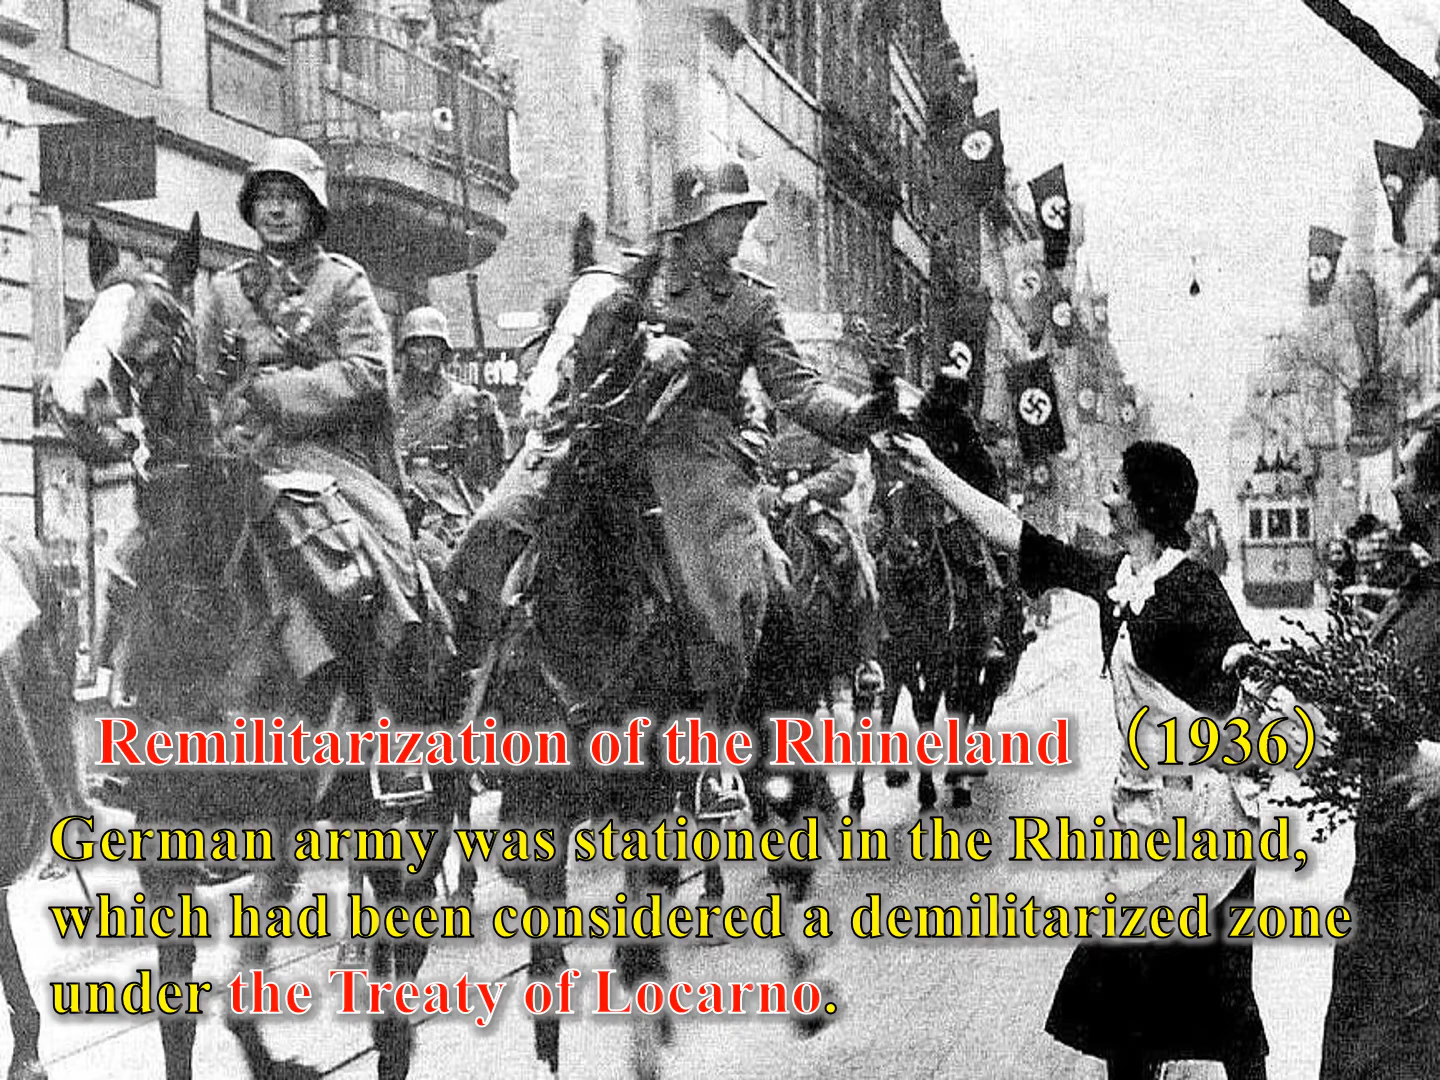 Remilitarization of the Rhineland （1936）
German army was stationed in the Rhineland,
which had been considered a demilitarized zone
under the Treaty of Locarno.